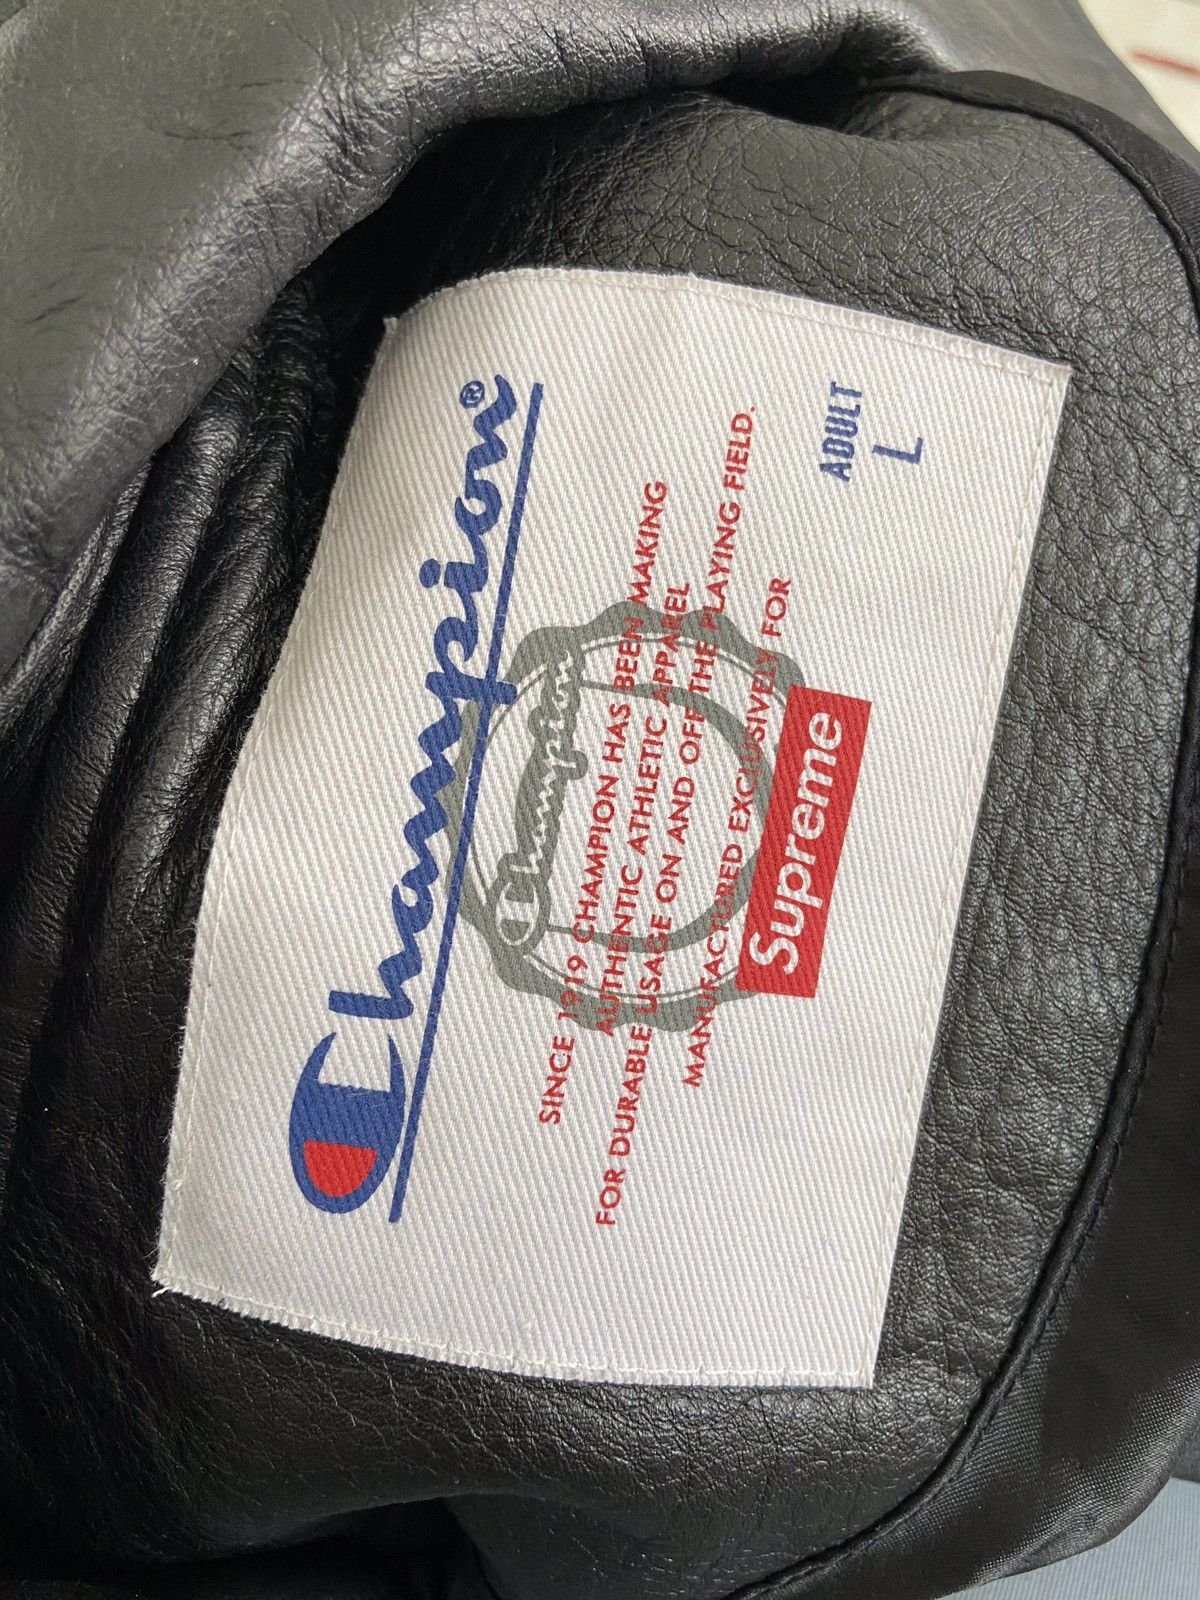 Champion®
Champion
SINCE 1919 CHAMPION HAS BEEN MAKING
AUTHENTIC ATHLETIC APPAREL
FOR DURABLE USAGE ON AND OFF THE PLAYING FIELD.
MANUFACTURED EXCLUSIVELY FOR
Supreme
ADULT
L